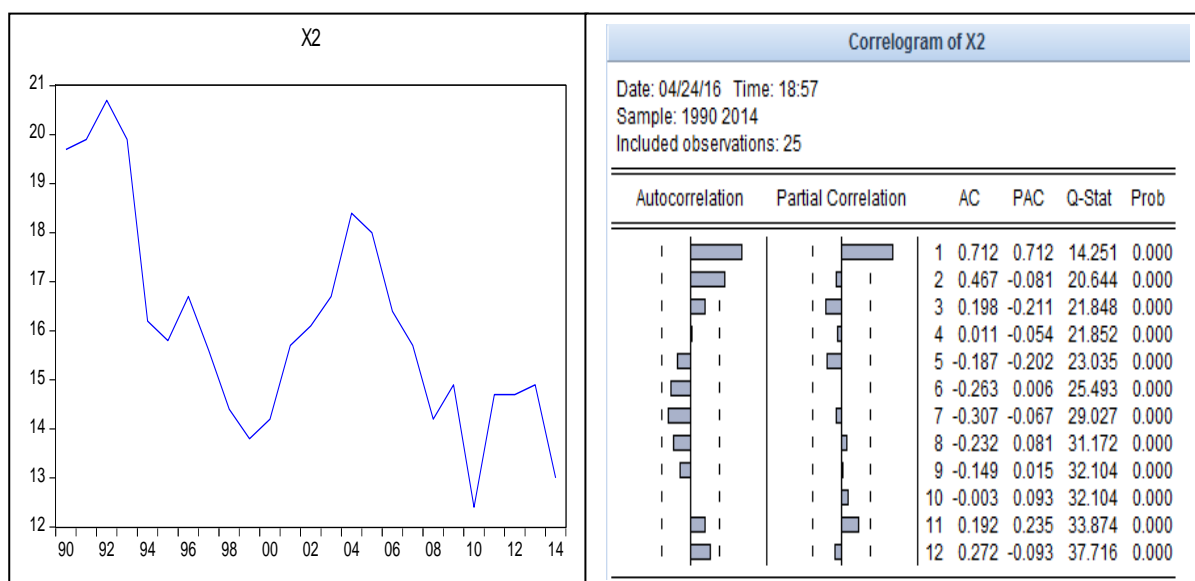 X2
21
20
19
18
17
16
15
14
13
12
90 92 94 96 98 00 02 04 06 08 10 12 14
Correlogram of X2
Date: 04/24/16 Time: 18:57
Sample: 1990 2014
Included observations: 25
Autocorrelation Partial Correlation AC PAC Q-Stat Prob
1 0.712 0.712 14.251 0.000
2 0.467 -0.081 20.644 0.000
3 0.198 -0.211 21.848 0.000
4 0.011 -0.054 21.852 0.000
5 -0.187 -0.202 23.035 0.000
6 -0.263 0.006 25.493 0.000
7 -0.307 -0.067 29.027 0.000
8 -0.232 0.081 31.172 0.000
9 -0.149 0.015 32.104 0.000
10 -0.003 0.093 32.104 0.000
11 0.192 0.235 33.874 0.000
12 0.272 -0.093 37.716 0.000